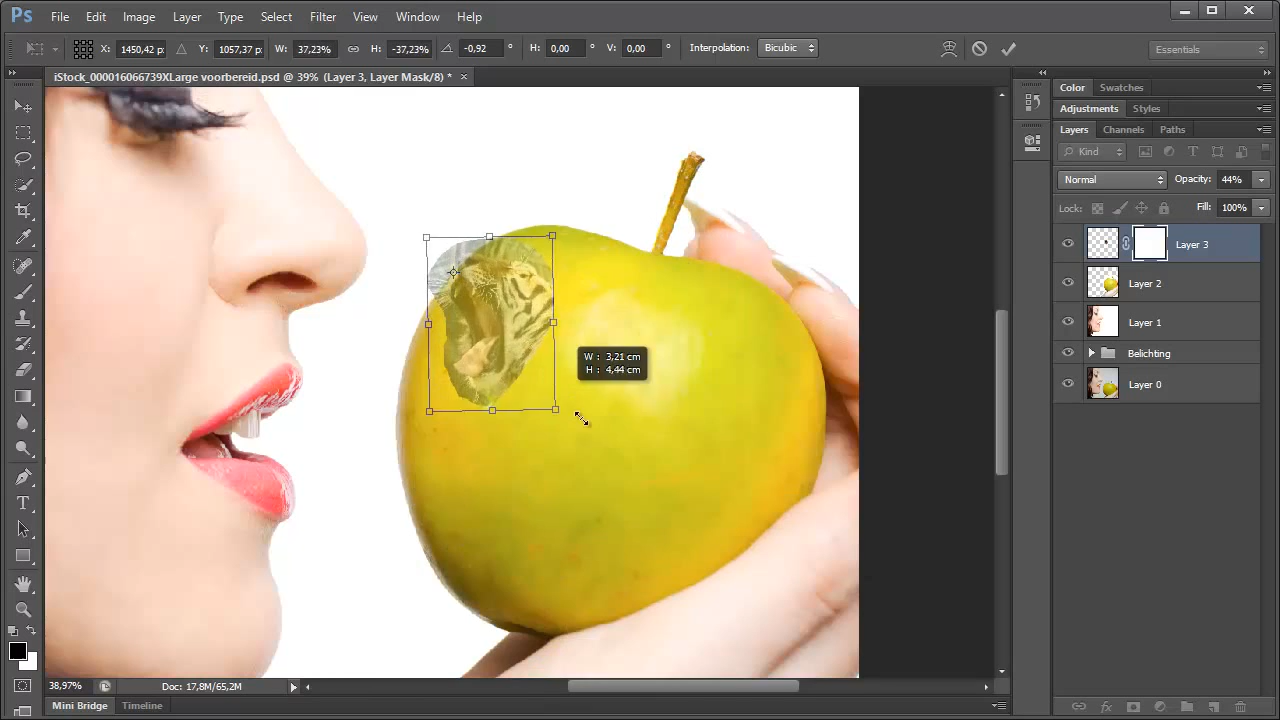 Ps File Edit Image Layer Type Select Filter View Window Help
X: 1450,42 p: Y: 1057,37 p: W: 37,23% H: -37,23% -0,92 ° H: 0,00 ° V: 0,00 ° Interpolation: Bicubic Essentials
iStock_000016066739XLarge voorbereid.psd @ 39% (Layer 3, Layer Mask/8) * ×
Color Swatches
Adjustments Styles
Layers Channels Paths
Kind
Normal Opacity: 44%
Lock: Fill: 100%
Layer 3
Layer 2
Layer 1
Belichting
Layer 0
W : 3,21 cm
H : 4,44 cm
38,97% Doc: 17,8M/65,2M
Mini Bridge Timeline